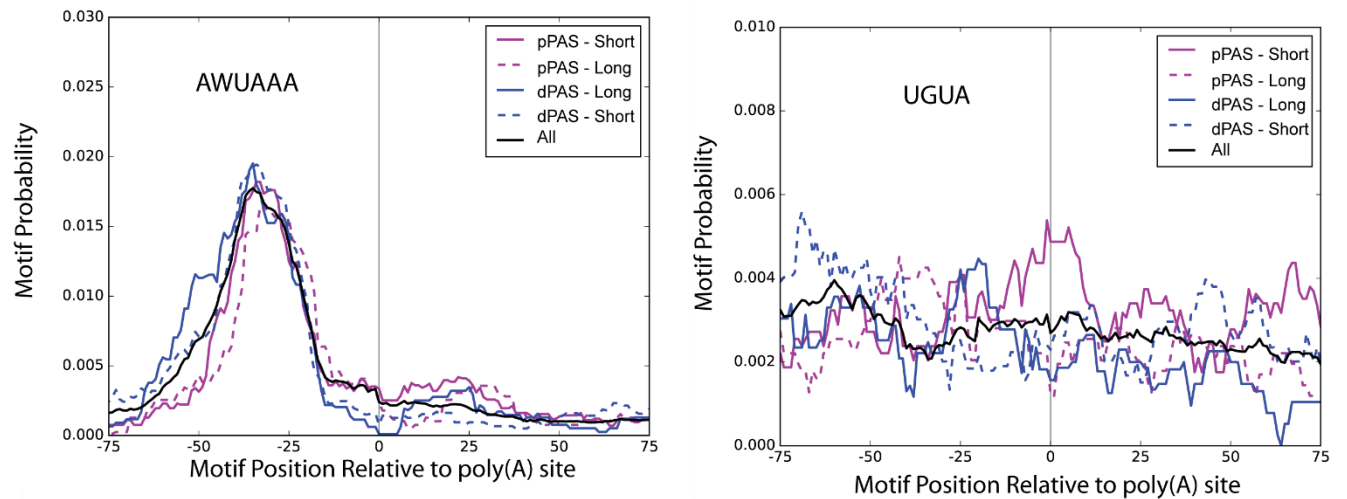 0.030
0.025
0.020
0.015
0.010
0.005
0.000
Motif Probability
AWUAAA
pPAS - Short
pPAS - Long
dPAS - Long
dPAS - Short
All
-75
-50
-25
0
25
50
75
Motif Position Relative to poly(A) site
0.010
0.008
0.006
0.004
0.002
0.000
Motif Probability
UGUA
pPAS - Short
pPAS - Long
dPAS - Long
dPAS - Short
All
-75
-50
-25
0
25
50
75
Motif Position Relative to poly(A) site